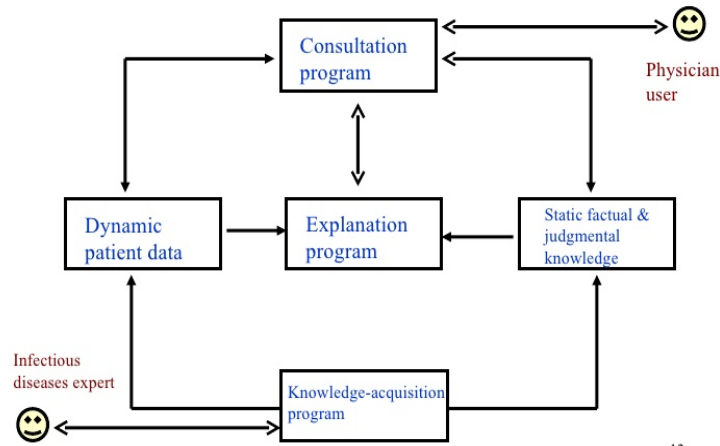 Consultation
program
Physician
user
Dynamic
patient data
Explanation
program
Static factual &
judgmental
knowledge
Infectious
diseases expert
Knowledge-acquisition
program